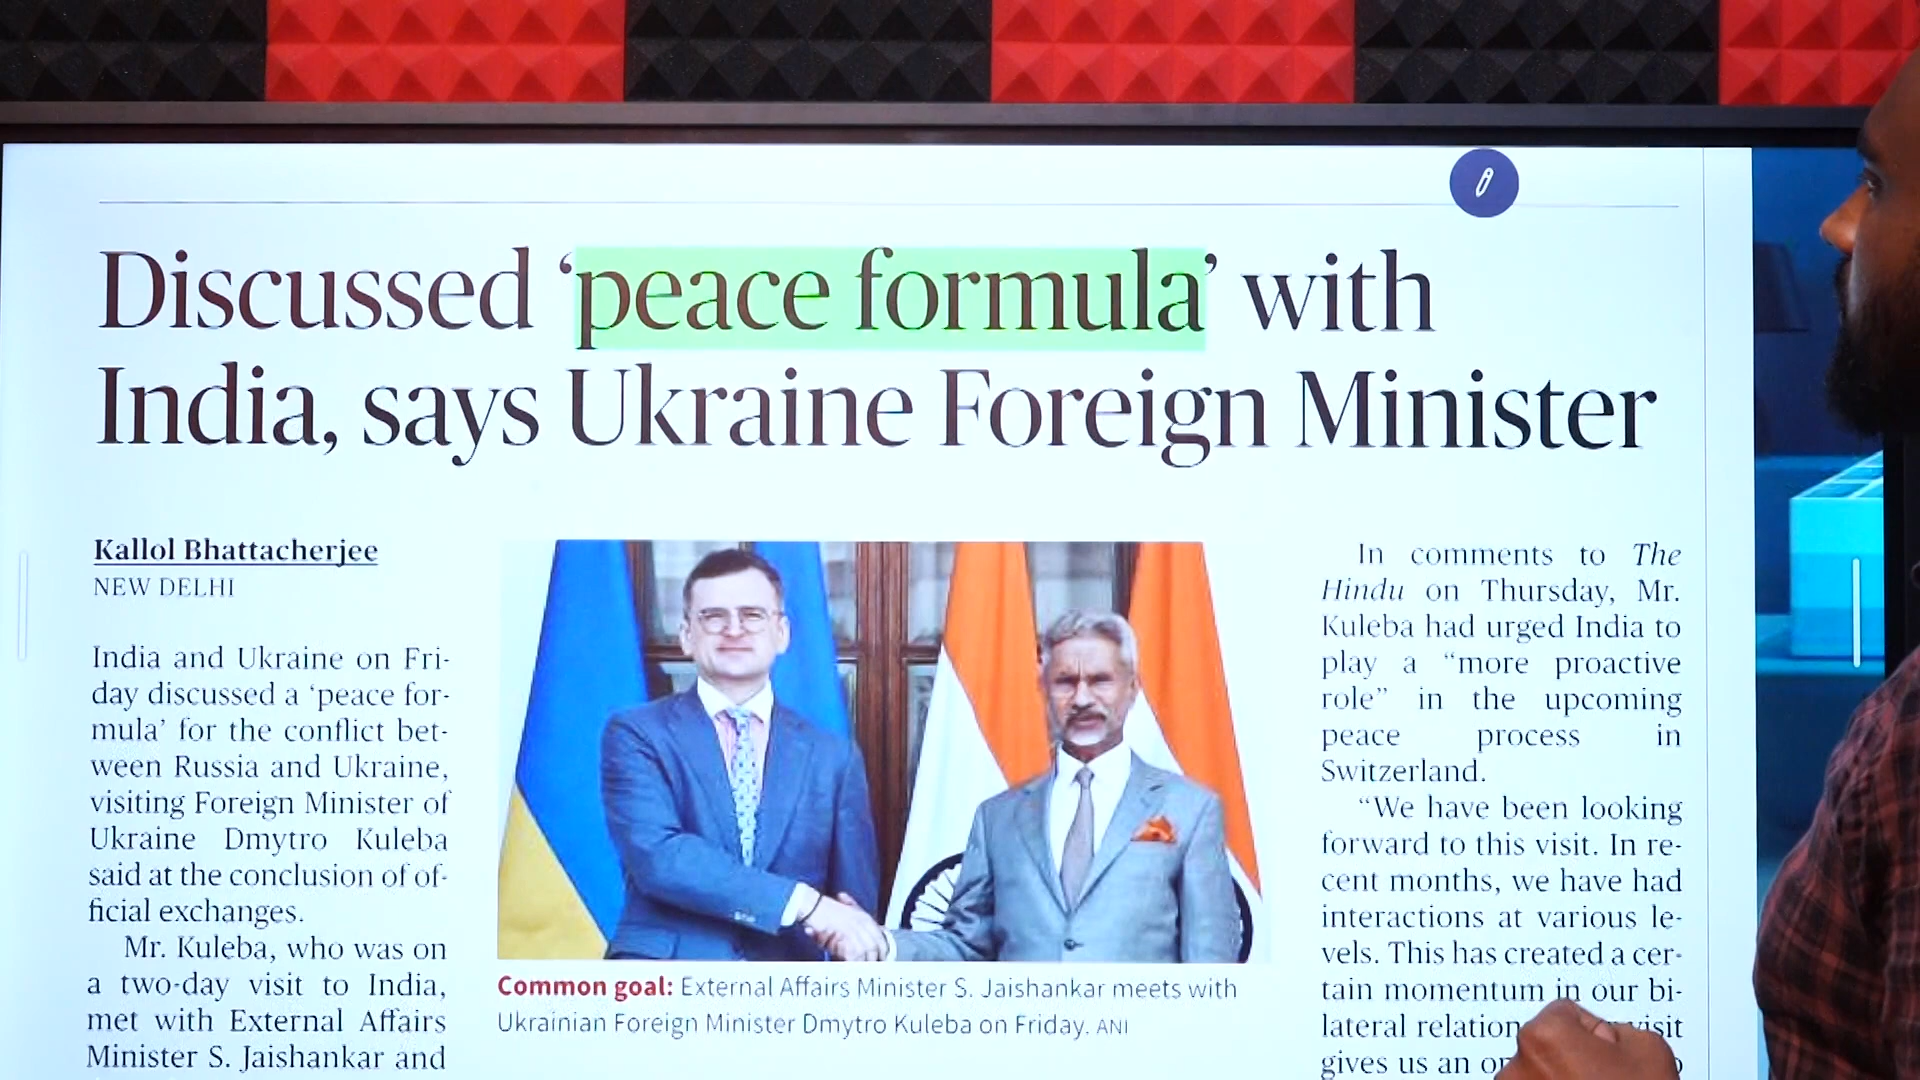 Discussed ‘peace formula’ with
India, says Ukraine Foreign Minister
Kallol Bhattacherjee
NEW DELHI
India and Ukraine on Fri-
day discussed a ‘peace for-
mula’ for the conflict bet-
ween Russia and Ukraine,
visiting Foreign Minister of
Ukraine Dmytro Kuleba
said at the conclusion of of-
ficial exchanges.
Mr. Kuleba, who was on
a two-day visit to India,
met with External Affairs
Minister S. Jaishankar and
Common goal: External Affairs Minister S. Jaishankar meets with
Ukrainian Foreign Minister Dmytro Kuleba on Friday. ANI
In comments to The
Hindu on Thursday, Mr.
Kuleba had urged India to
play a “more proactive
role” in the upcoming
peace process in
Switzerland.
“We have been looking
forward to this visit. In re-
cent months, we have had
interactions at various le-
vels. This has created a cer-
tain momentum in our bi-
lateral relation visit
gives us an